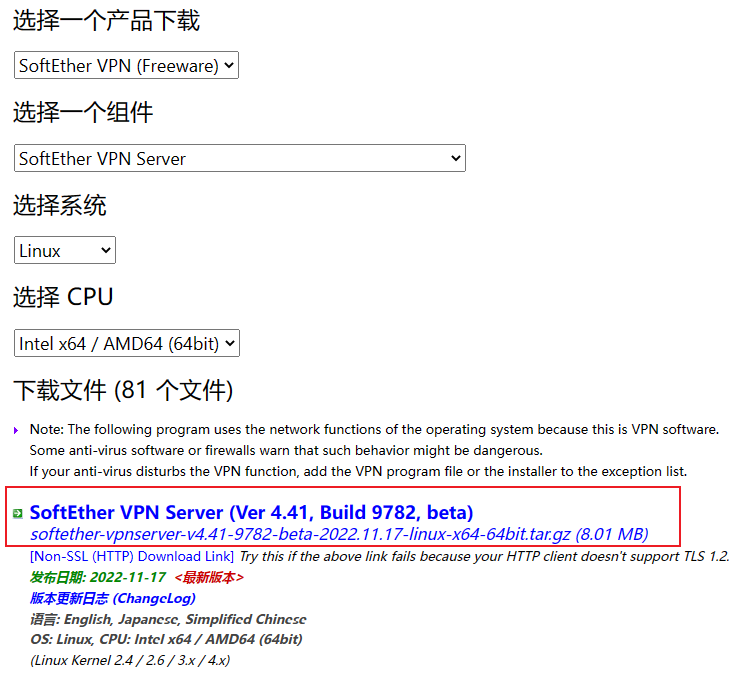 选择一个产品下载
SoftEther VPN (Freeware)
选择一个组件
SoftEther VPN Server
选择系统
Linux
选择 CPU
Intel x64 / AMD64 (64bit)
下载文件 (81 个文件)
Note: The following program uses the network functions of the operating system because this is VPN software.
Some anti-virus software or firewalls warn that such behavior might be dangerous.
If your anti-virus disturbs the VPN function, add the VPN program file or the installer to the exception list.
SoftEther VPN Server (Ver 4.41, Build 9782, beta)
softether-vpnserver-v4.41-9782-beta-2022.11.17-linux-x64-64bit.tar.gz (8.01 MB)
[Non-SSL (HTTP) Download Link] Try this if the above link fails because your HTTP client doesn't support TLS 1.2.
发布日期: 2022-11-17 <最新版本>
版本更新日志 (ChangeLog)
语言: English, Japanese, Simplified Chinese
OS: Linux, CPU: Intel x64 / AMD64 (64bit)
(Linux Kernel 2.4 / 2.6 / 3.x / 4.x)